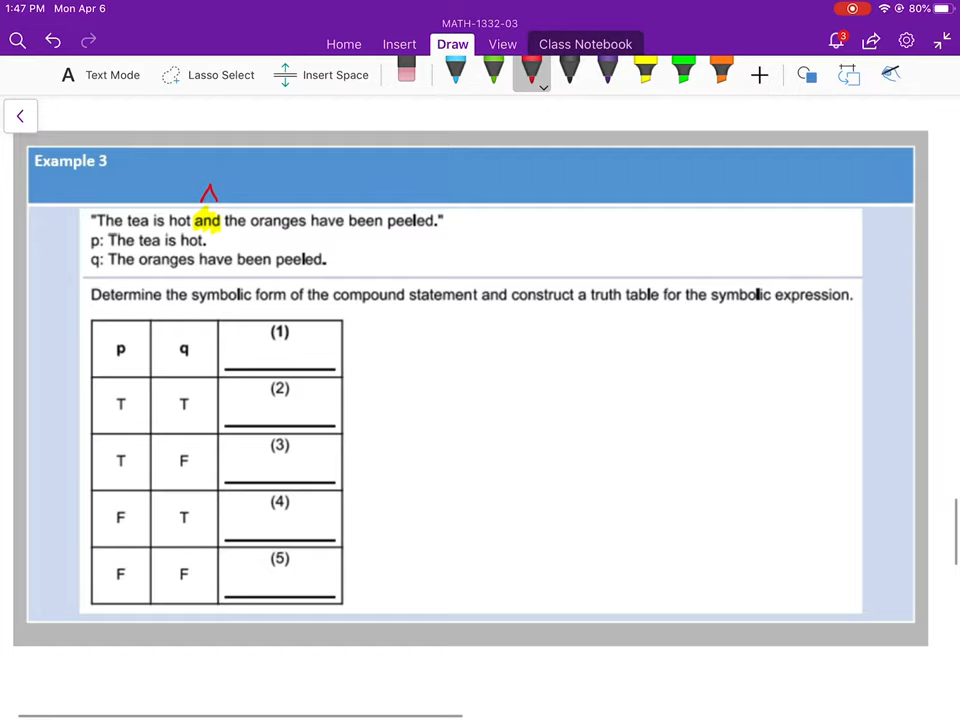 1:47 PM Mon Apr 6
80%
MATH-1332-03
Home Insert Draw View Class Notebook
3
A Text Mode Lasso Select Insert Space
Example 3
∧
"The tea is hot and the oranges have been peeled."
p: The tea is hot.
q: The oranges have been peeled.
Determine the symbolic form of the compound statement and construct a truth table for the symbolic expression.
p q (1)
T T (2)
T F (3)
F T (4)
F F (5)